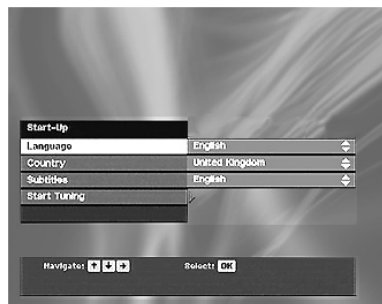 Start-Up
Language English
Country United Kingdom
Subtitles English
Start Tuning
Navigate: ↑ ↓ → Select: OK